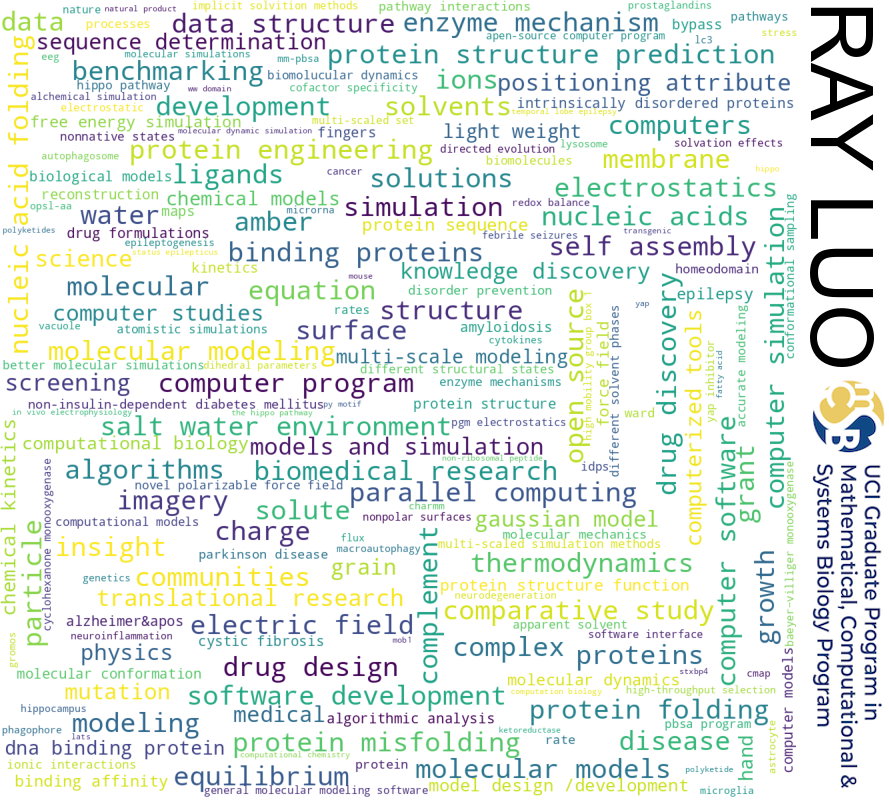 nature
natural product
implicit solvition methods
pathway interactions
prostaglandins
data
processes
data structure
enzyme mechanism
bypass
pathways
sequence determination
apen-source computer program
lc3
stress
eeg
molecular simulations
mm-pbsa
protein structure prediction
benchmarking
biomolucular dynamics
ions
positioning attribute
hippo pathway
ww domain
cofactor specificity
alchemical simulation
electrostatic
development
solvents
intrinsically disordered proteins
temporal lobe epilepsy
free energy simulation
multi-scaled set
computers
nonnative states
molecular dynamic simulation
fingers
light weight
lysosome
solvation effects
autophagosome
protein engineering
directed evolution
biomolecules
membrane
biological models
ligands
cancer
solutions
hippo
electrostatics
reconstruction
chemical models
simulation
redox balance
opsl-aa
water
maps
amber
microrna
nucleic acids
polyketides
drug formulations
protein sequence
febrile seizures
transgenic
epileptogenesis
status epilepticus
binding proteins
self assembly
science
kinetics
mouse
knowledge discovery
homeodomain
molecular
equation
disorder prevention
yap
epilepsy
computer studies
rates
structure
vacuole
atomistic simulations
surface
amyloidosis
cytokines
molecular modeling
multi-scale modeling
better molecular simulations
dihedral parameters
different structural states
screening
computer program
enzyme mechanisms
non-insulin-dependent diabetes mellitus
py motif
protein structure
in vivo electrophysiology
the hippo pathway
ward
salt water environment
pgm electrostatics
computational biology
models and simulation
non-ribosomal peptide
algorithms
biomedical research
idps
novel polarizable force field
imagery
parallel computing
charmm
solute
nonpolar surfaces
gaussian model
computational models
charge
flux
molecular mechanics
insight
parkinson disease
macroautophagy
multi-scaled simulation methods
genetics
communities
grain
thermodynamics
protein structure function
translational research
neurodegeneration
comparative study
alzheimer&apos
electric field
apparent solvent
neuroinflammation
cystic fibrosis
mob1
software interface
physics
complex
proteins
drug design
stxbp4
cmap
molecular conformation
molecular dynamics
mutation
software development
computation biology
high-throughput selection
hippocampus
medical
protein folding
modeling
algorithmic analysis
pbsa program
phagophore
lats
ketoreductase
dna binding protein
protein misfolding
rate
disease
computational chemistry
ionic interactions
protein
molecular models
polyketide
binding affinity
equilibrium
general molecular modeling software
model design /development
microglia
nucleic acid folding
chemical kinetics
particle
cyclohexanone monooxygenase
gromos
complement
open source
high mobility group box 1
force field
different solvent phases
drug discovery
computerized tools
yap inhibitor
fatty acid
accurate modeling
computer software
grant
growth
hand
computer simulation
conformational sampling
baeyer-villiger monooxygenase
computer models
astrocyte
RAY LUO
UCI Graduate Program in
Mathematical, Computational &
Systems Biology Program